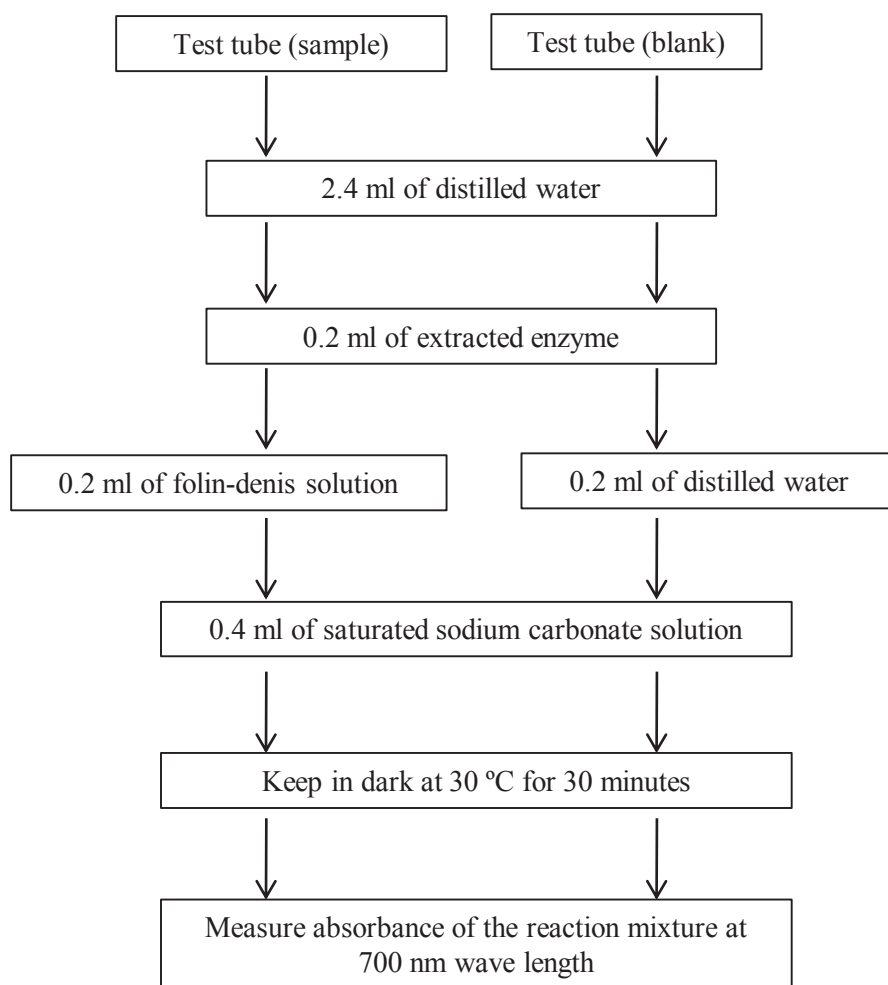 Test tube (sample)
Test tube (blank)
2.4 ml of distilled water
0.2 ml of extracted enzyme
0.2 ml of folin-denis solution
0.2 ml of distilled water
0.4 ml of saturated sodium carbonate solution
Keep in dark at 30 ºC for 30 minutes
Measure absorbance of the reaction mixture at
700 nm wave length